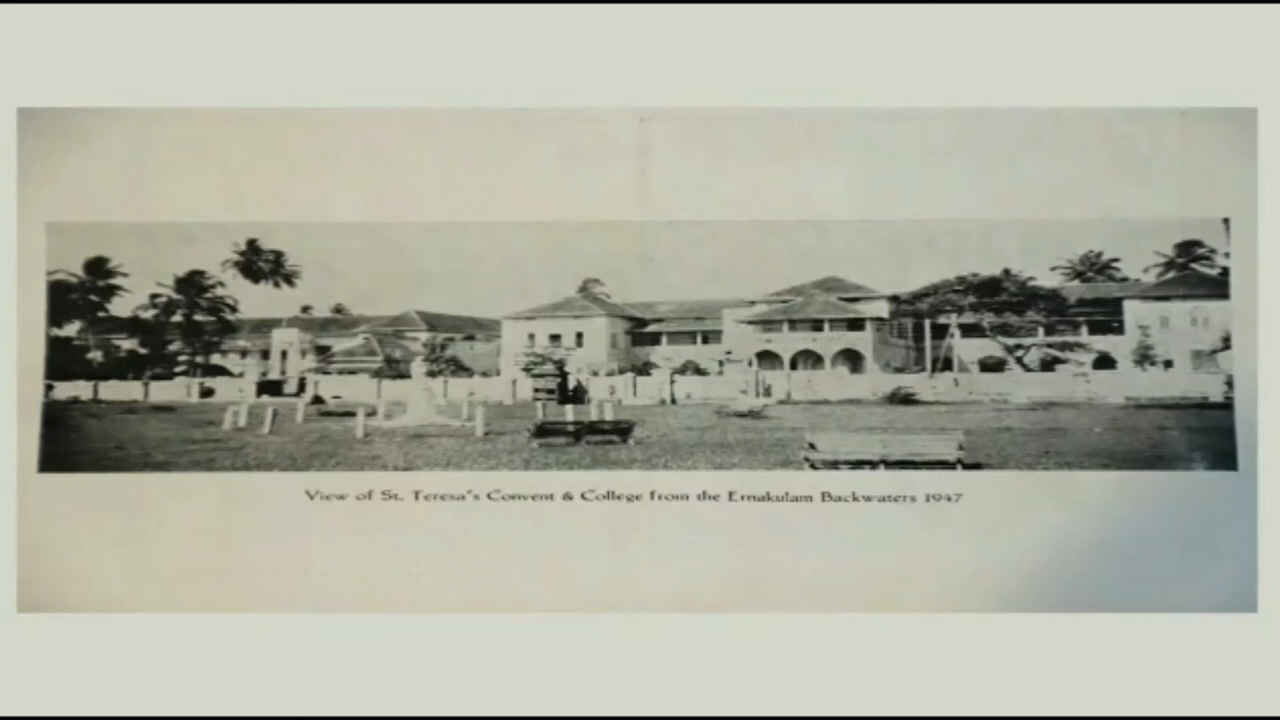 View of St. Teresa's Convent & College from the Ernakulam Backwaters 1947